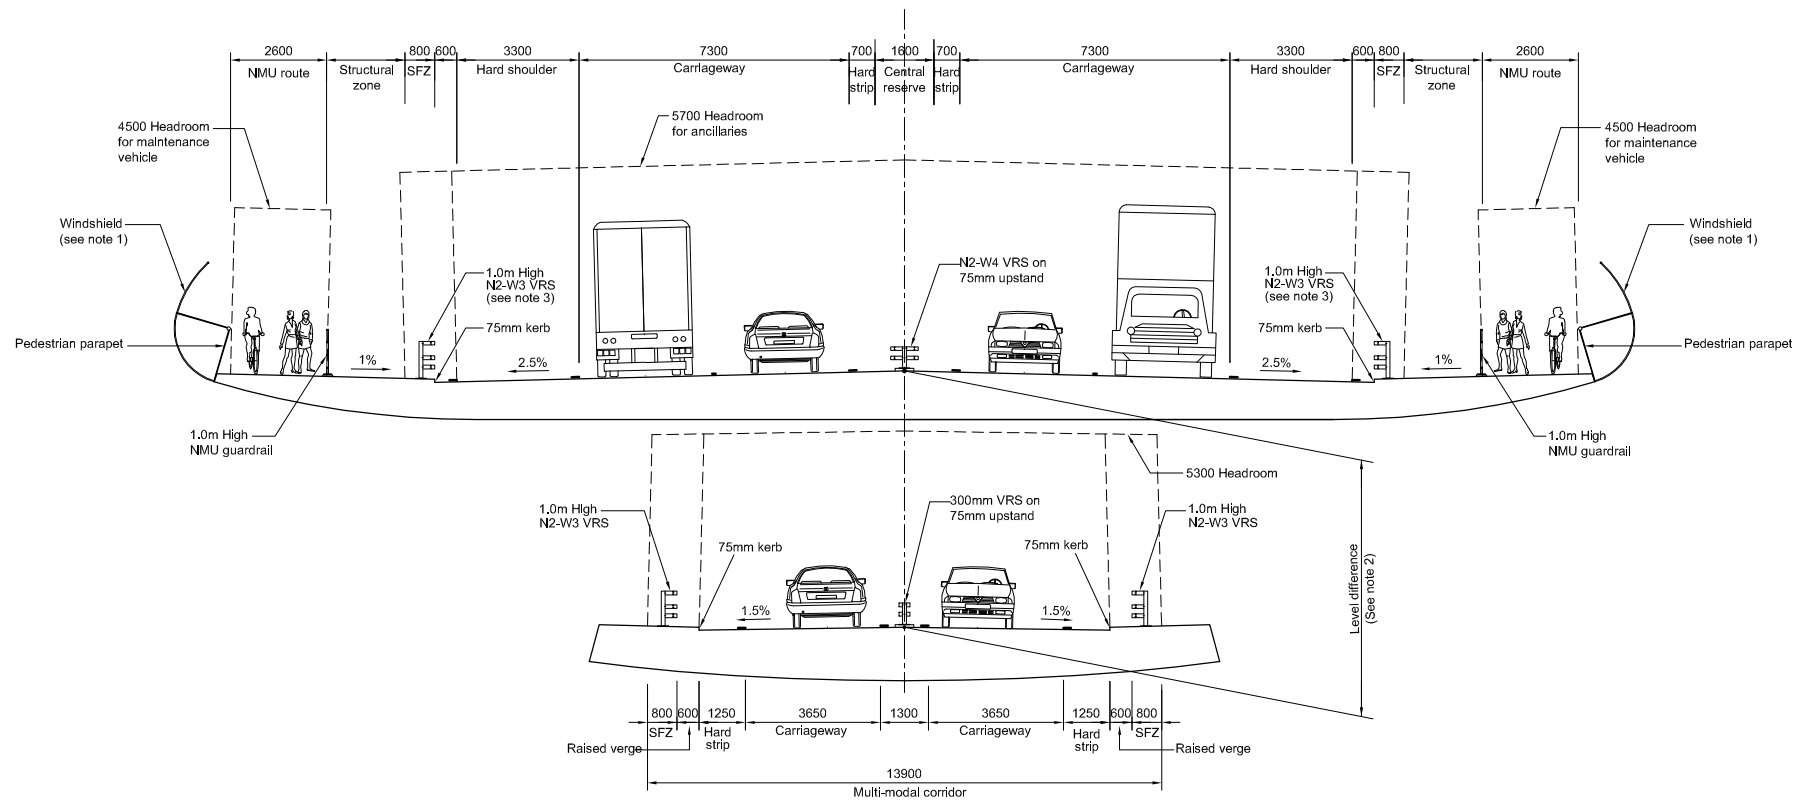 2600
800
600
3300
7300
700
1600
700
7300
3300
600
800
2600
NMU route
Structural
zone
SFZ
Hard shoulder
Carriageway
Hard
strip
Central
reserve
Hard
strip
Carriageway
Hard shoulder
SFZ
Structural
zone
NMU route
4500 Headroom
for maintenance
vehicle
5700 Headroom
for ancillaries
4500 Headroom
for maintenance
vehicle
Windshield
(see note 1)
Windshield
(see note 1)
1.0m High
N2-W3 VRS
(see note 3)
N2-W4 VRS on
75mm upstand
1.0m High
N2-W3 VRS
(see note 3)
75mm kerb
75mm kerb
Pedestrian parapet
Pedestrian parapet
1%
2.5%
2.5%
1%
1.0m High
NMU guardrail
1.0m High
NMU guardrail
5300 Headroom
1.0m High
N2-W3 VRS
300mm VRS on
75mm upstand
1.0m High
N2-W3 VRS
75mm kerb
75mm kerb
Level difference
(See note 2)
1.5%
1.5%
800
600
1250
3650
1300
3650
1250
600
800
SFZ
Hard
strip
Carriageway
Carriageway
Hard
strip
SFZ
Raised verge
Raised verge
13900
Multi-modal corridor